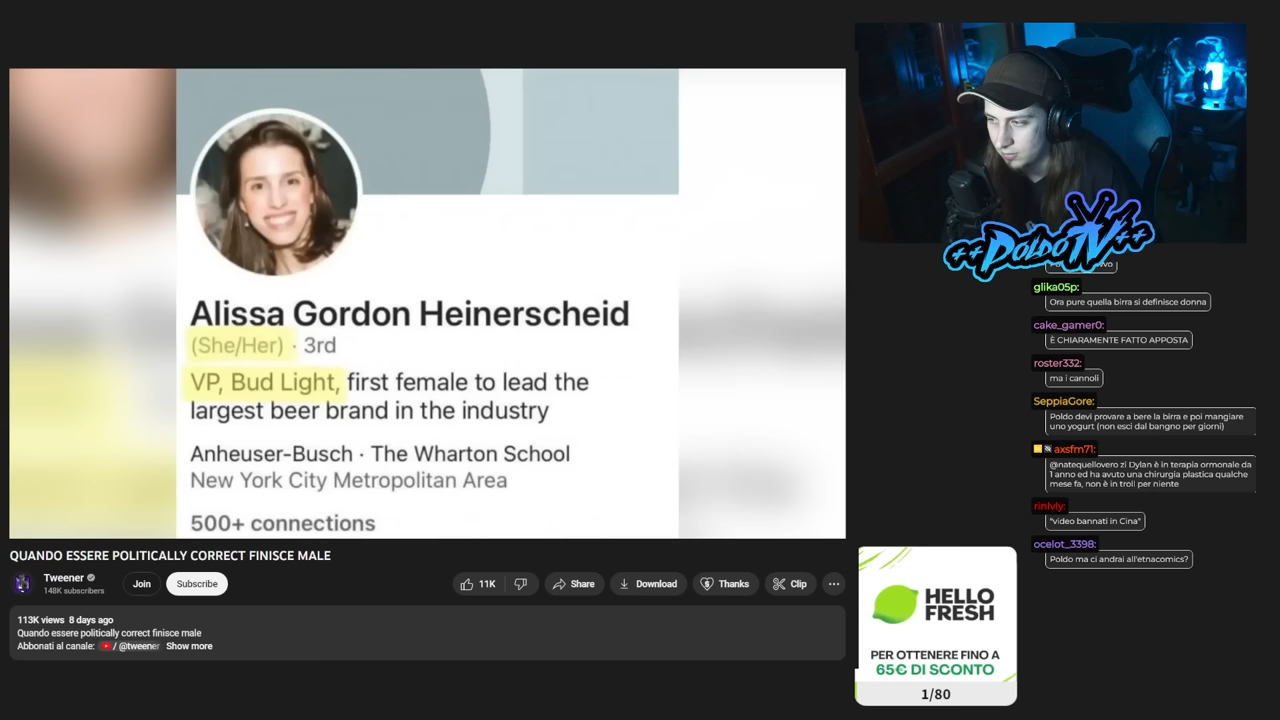 Alissa Gordon Heinerscheid
(She/Her) · 3rd
VP, Bud Light, first female to lead the
largest beer brand in the industry
Anheuser-Busch · The Wharton School
New York City Metropolitan Area
500+ connections
QUANDO ESSERE POLITICALLY CORRECT FINISCE MALE
Tweener
148K subscribers
Join
Subscribe
11K
Share
Download
Thanks
Clip
113K views 8 days ago
Quando essere politically correct finisce male
Abbonati al canale: / @tweener Show more
++POLDOTV++
glika05p:
Ora pure quella birra si definisce donna
cake_gamer0:
È CHIARAMENTE FATTO APPOSTA
roster332:
ma i cannoli
SeppiaGore:
Poldo devi provare a bere la birra e poi mangiare
uno yogurt (non esci dal bangno per giorni)
axsfm71:
@natequellovero zi Dylan è in terapia ormonale da
1 anno ed ha avuto una chirurgia plastica qualche
mese fa, non è in troll per niente
rinlvly:
"video bannati in Cina"
ocelot_3398:
Poldo ma ci andrai all'etnacomics?
HELLO
FRESH
PER OTTENERE FINO A
65€ DI SCONTO
1/80